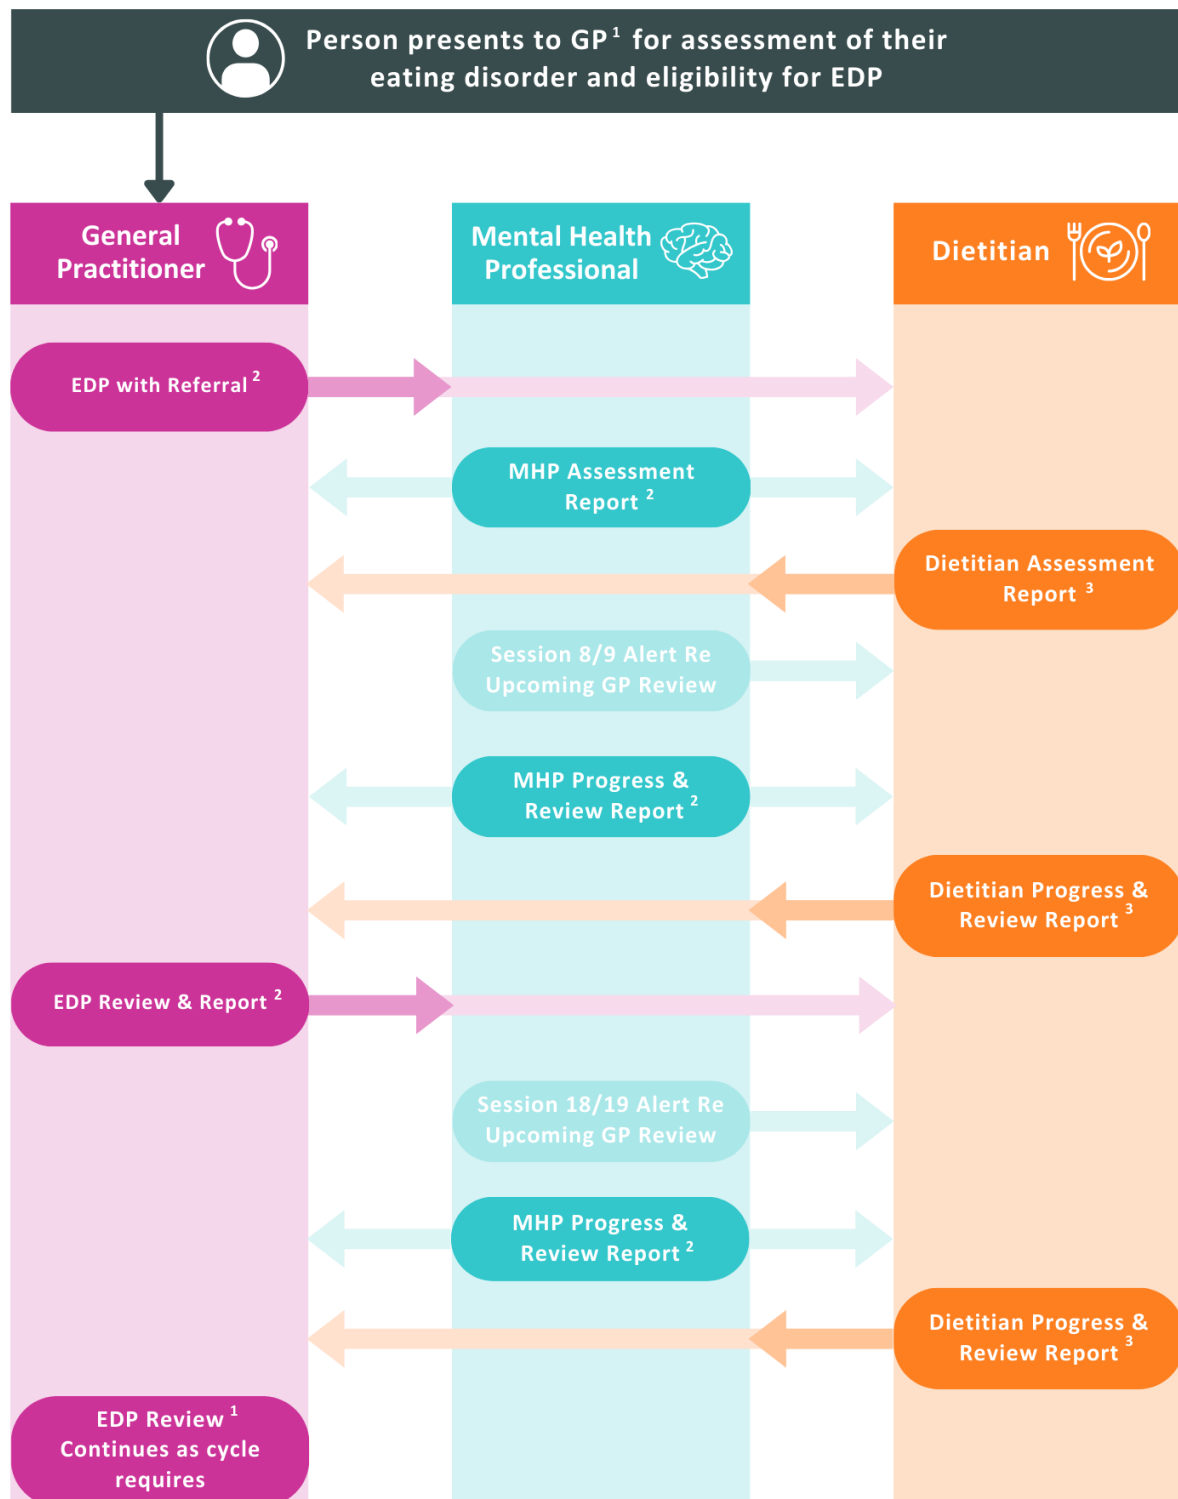 Person presents to GP¹ for assessment of their
eating disorder and eligibility for EDP
General
Practitioner
Mental Health
Professional
Dietitian
EDP with Referral ²
MHP Assessment
Report ²
Dietitian Assessment
Report ³
Session 8/9 Alert Re
Upcoming GP Review
MHP Progress &
Review Report ²
Dietitian Progress &
Review Report ³
EDP Review & Report ²
Session 18/19 Alert Re
Upcoming GP Review
MHP Progress &
Review Report ²
Dietitian Progress &
Review Report ³
EDP Review ¹
Continues as cycle
requires